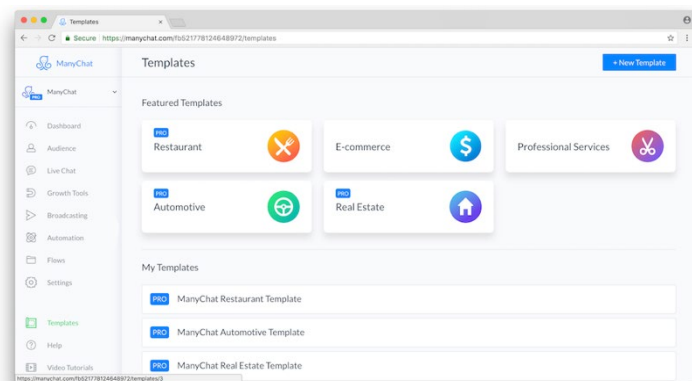 Templates
Secure https://manychat.com/fb521778124648972/templates
ManyChat
Templates
+ New Template
PRO
ManyChat
Featured Templates
Dashboard
Audience
Live Chat
Growth Tools
Broadcasting
Automation
Flows
Settings
Templates
Help
Video Tutorials
PRO
Restaurant
E-commerce
$
Professional Services
PRO
Automotive
PRO
Real Estate
My Templates
PRO ManyChat Restaurant Template
PRO ManyChat Automotive Template
PRO ManyChat Real Estate Template
https://manychat.com/fb521778124648972/templates/3